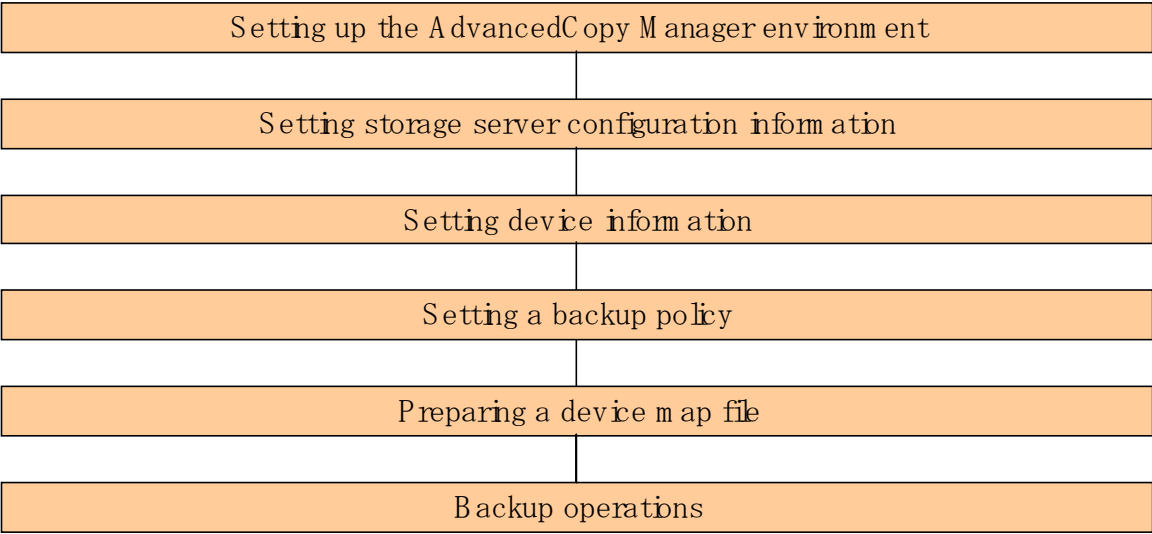 Setting up the AdvancedCopy Manager environment
Setting storage server configuration information
Setting device information
Setting a backup policy
Preparing a device map file
Backup operations